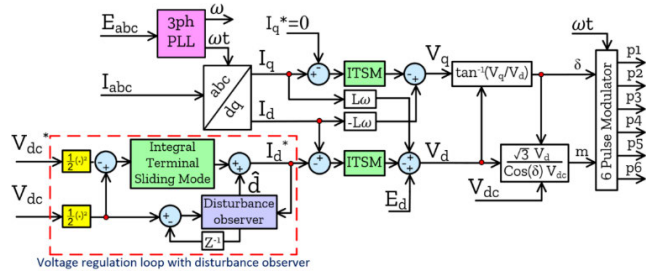 E_abc
3ph
PLL
ω
ωt
I_q*=0
I_abc
abc
dq
I_q
I_d
ITSM
Lω
-Lω
V_q
tan⁻¹(V_q/V_d)
δ
ωt
6 Pulse Modulator
p1
p2
p3
p4
p5
p6
V_dc*
½(·)²
Integral
Terminal
Sliding Mode
I_d*
ITSM
V_d
E_d
√3 V_d
Cos(δ) V_dc
m
V_dc
V_dc
½(·)²
d̂
Disturbance
observer
Z⁻¹
Voltage regulation loop with disturbance observer